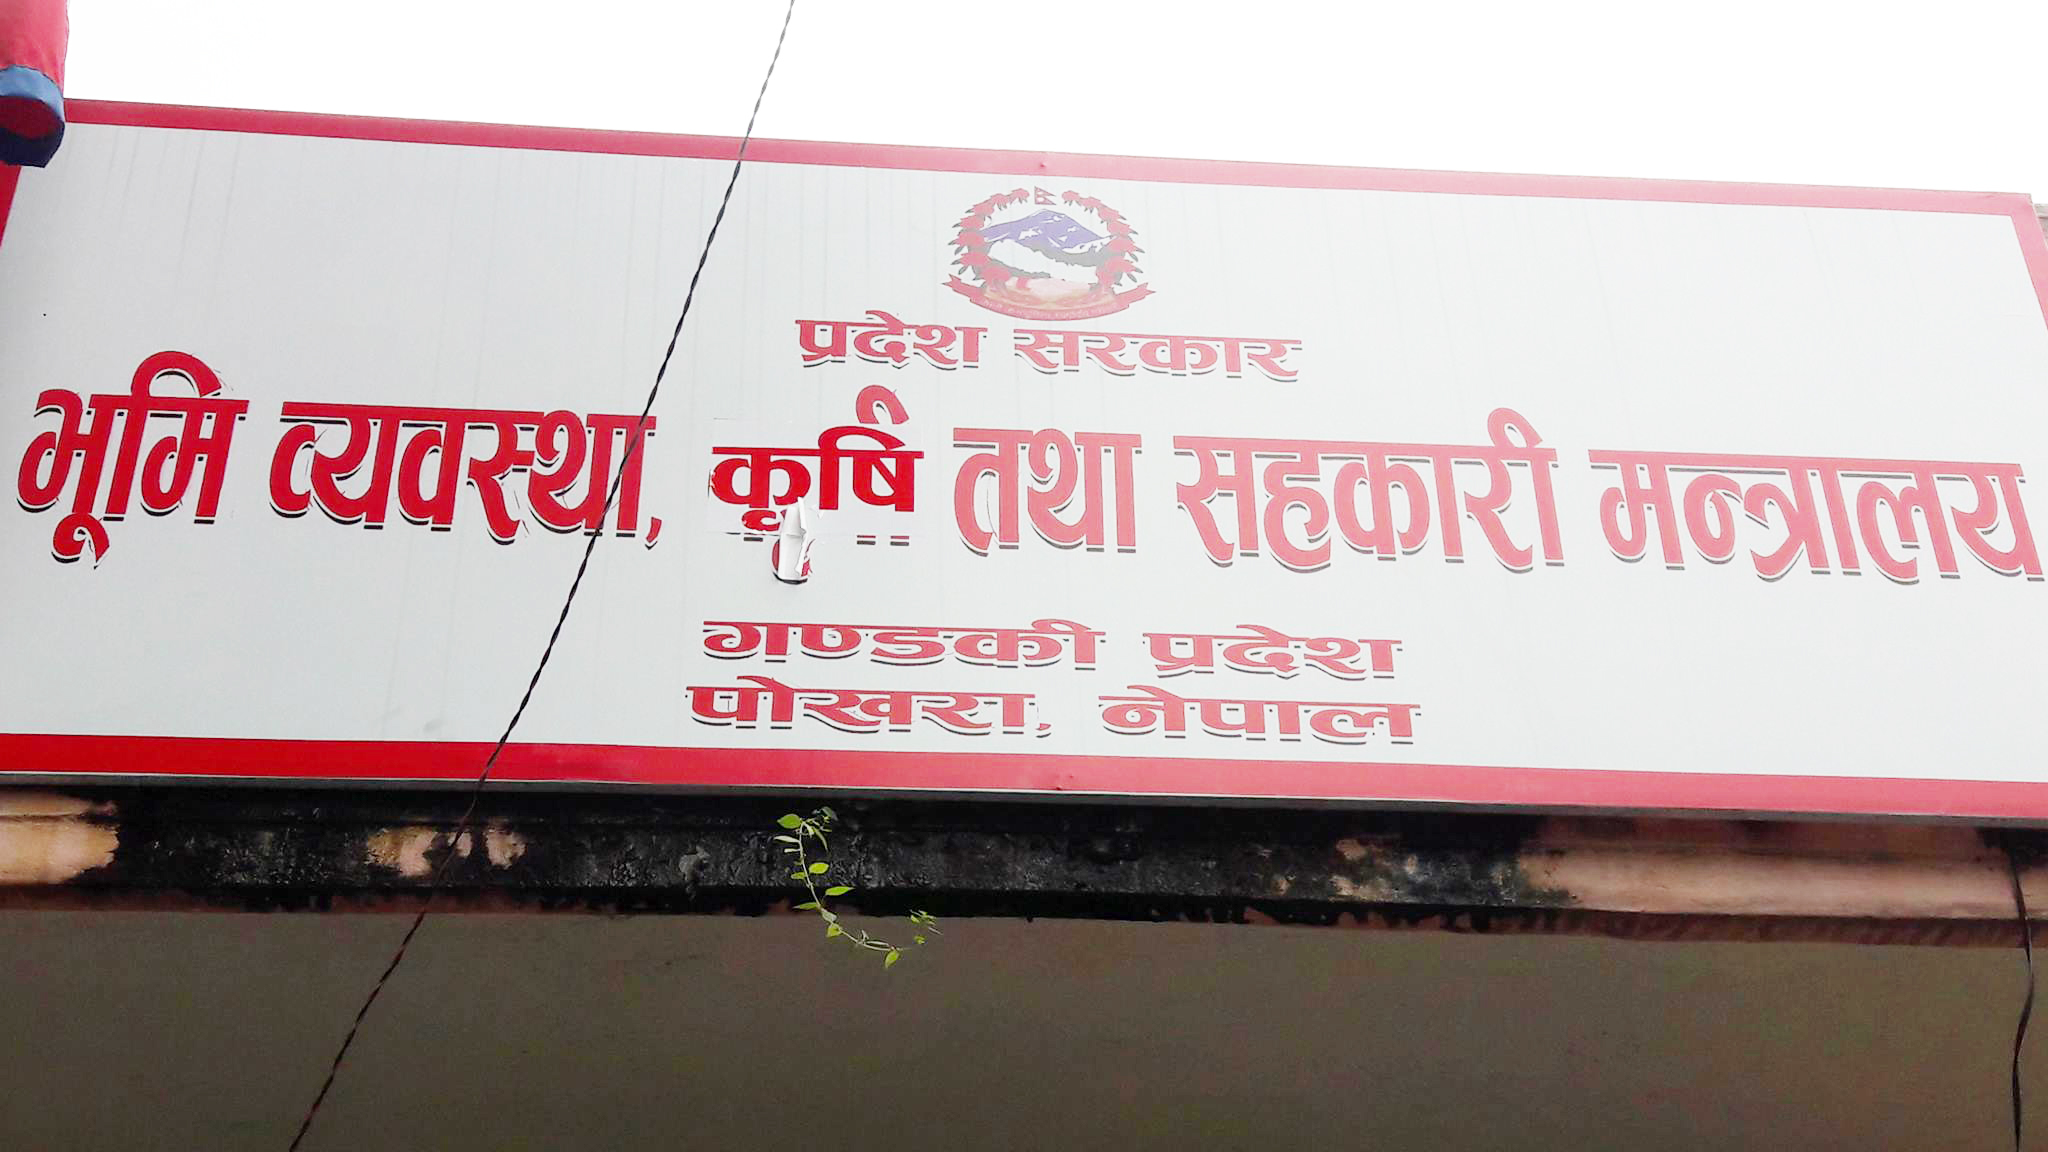 प्रदेश सरकार
भूमि व्यवस्था, कृषि तथा सहकारी मन्त्रालय
गण्डकी प्रदेश
पोखरा, नेपाल